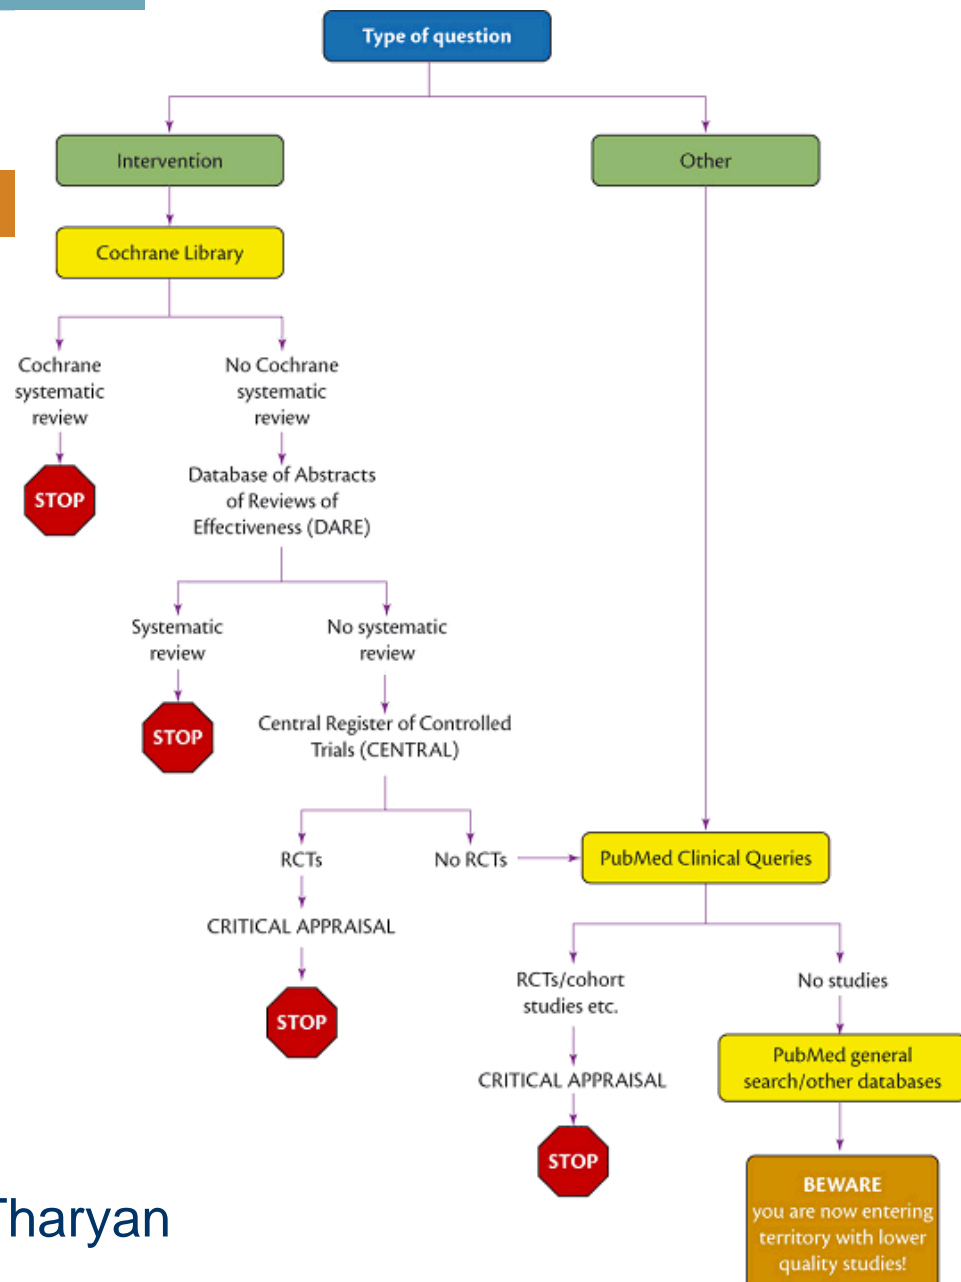 Type of question
Intervention
Other
Cochrane Library
Cochrane
systematic
review
No Cochrane
systematic
review
STOP
Database of Abstracts
of Reviews of
Effectiveness (DARE)
Systematic
review
No systematic
review
STOP
Central Register of Controlled
Trials (CENTRAL)
RCTs
No RCTs
PubMed Clinical Queries
CRITICAL APPRAISAL
STOP
RCTs/cohort
studies etc.
No studies
CRITICAL APPRAISAL
PubMed general
search/other databases
STOP
BEWARE
you are now entering
territory with lower
quality studies!
Tharyan